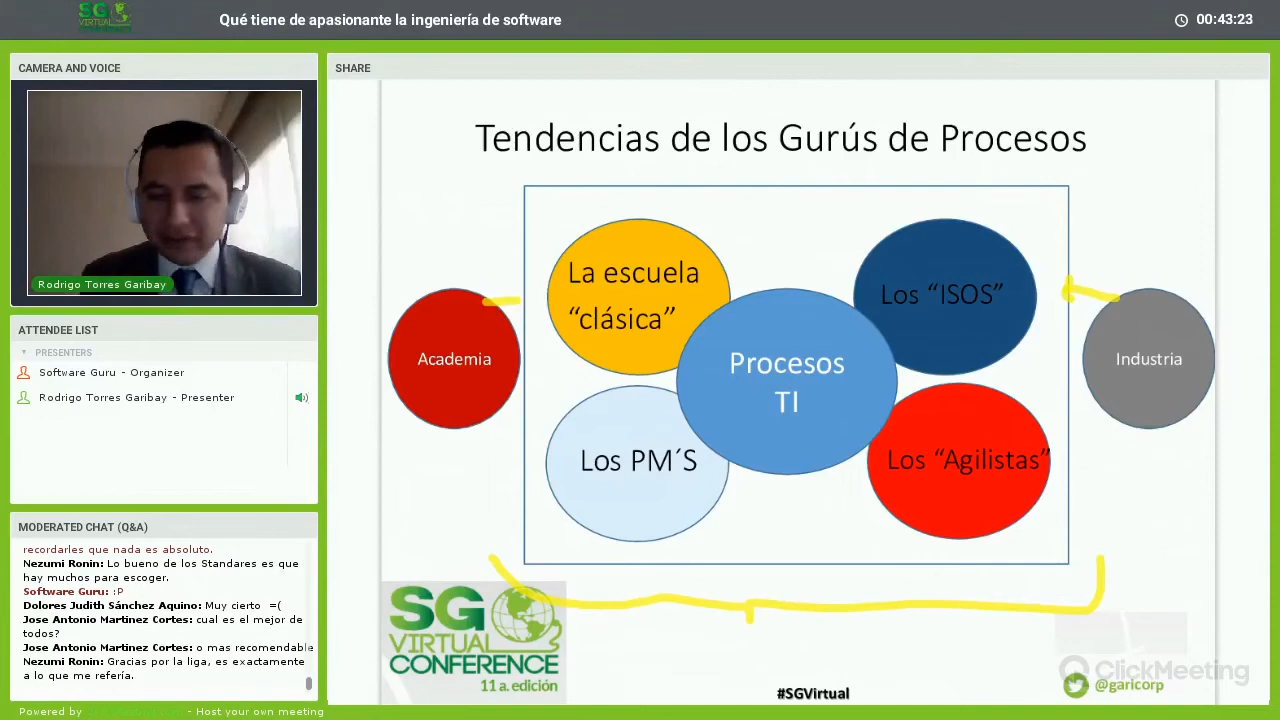 SG
VIRTUAL
CONFERENCE
Qué tiene de apasionante la ingeniería de software
00:43:23
CAMERA AND VOICE
Rodrigo Torres Garibay
ATTENDEE LIST
PRESENTERS
Software Guru - Organizer
Rodrigo Torres Garibay - Presenter
MODERATED CHAT (Q&A)
recordarles que nada es absoluto.
Nezumi Ronin: Lo bueno de los Standares es que
hay muchos para escoger.
Software Guru: :P
Dolores Judith Sánchez Aquino: Muy cierto =(
Jose Antonio Martinez Cortes: cual es el mejor de
todos?
Jose Antonio Martinez Cortes: o mas recomendable
Nezumi Ronin: Gracias por la liga, es exactamente
a lo que me refería.
Powered by
- Host your own meeting
SHARE
Tendencias de los Gurús de Procesos
La escuela
“clásica”
Los “ISOS”
Academia
Procesos
TI
Industria
Los PM´S
Los “Agilistas”
SG
VIRTUAL
CONFERENCE
11 a. edición
#SGVirtual
ClickMeeting
@garicorp